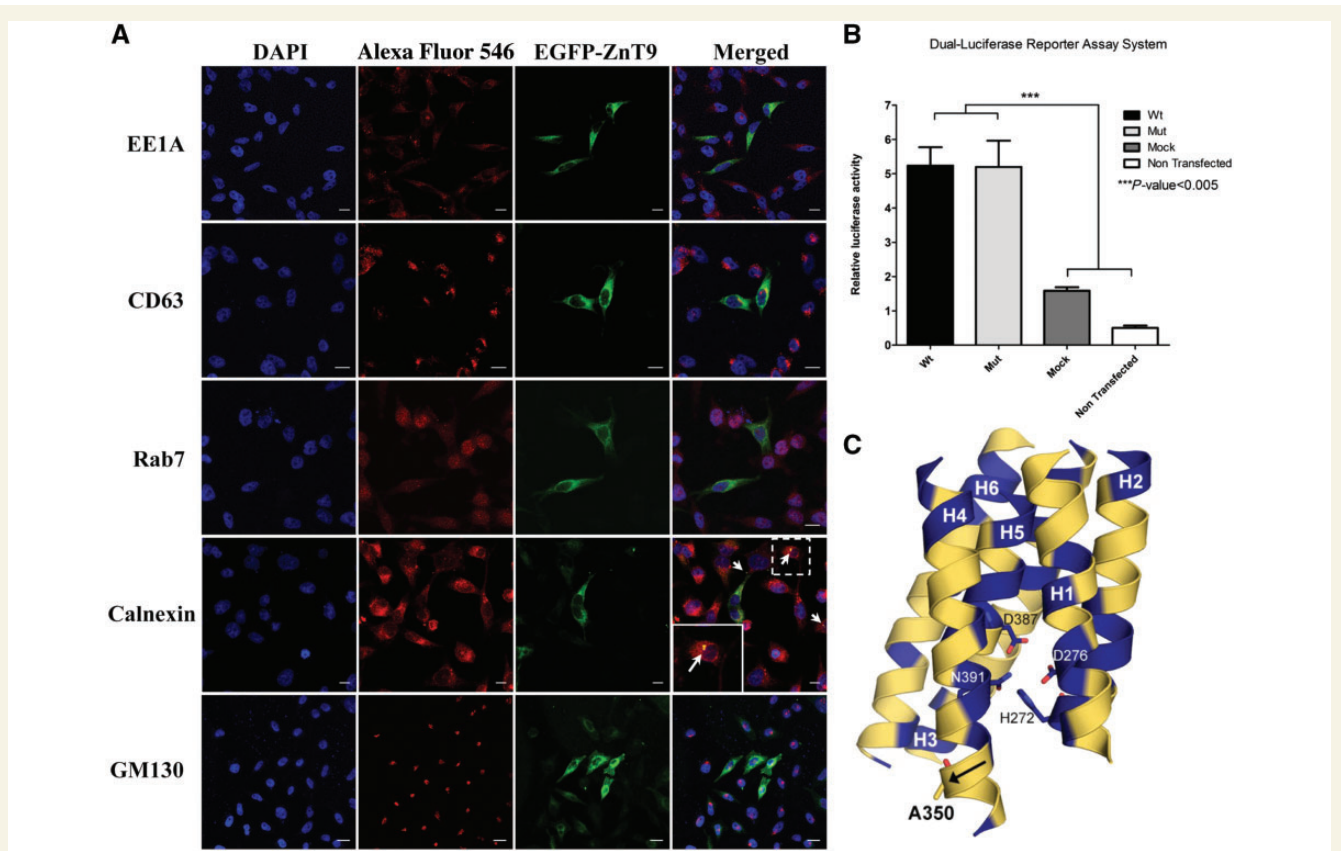 A
DAPI Alexa Fluor 546 EGFP-ZnT9 Merged
EE1A
CD63
Rab7
Calnexin
GM130
B
Dual-Luciferase Reporter Assay System
***
Wt
Mut
Mock
Non Transfected
***P-value<0.005
Relative luciferase activity
7
6
5
4
3
2
1
0
Wt
Mut
Mock
Non Transfected
C
H6
H2
H4
H5
H1
D387
D276
N391
H272
H3
A350